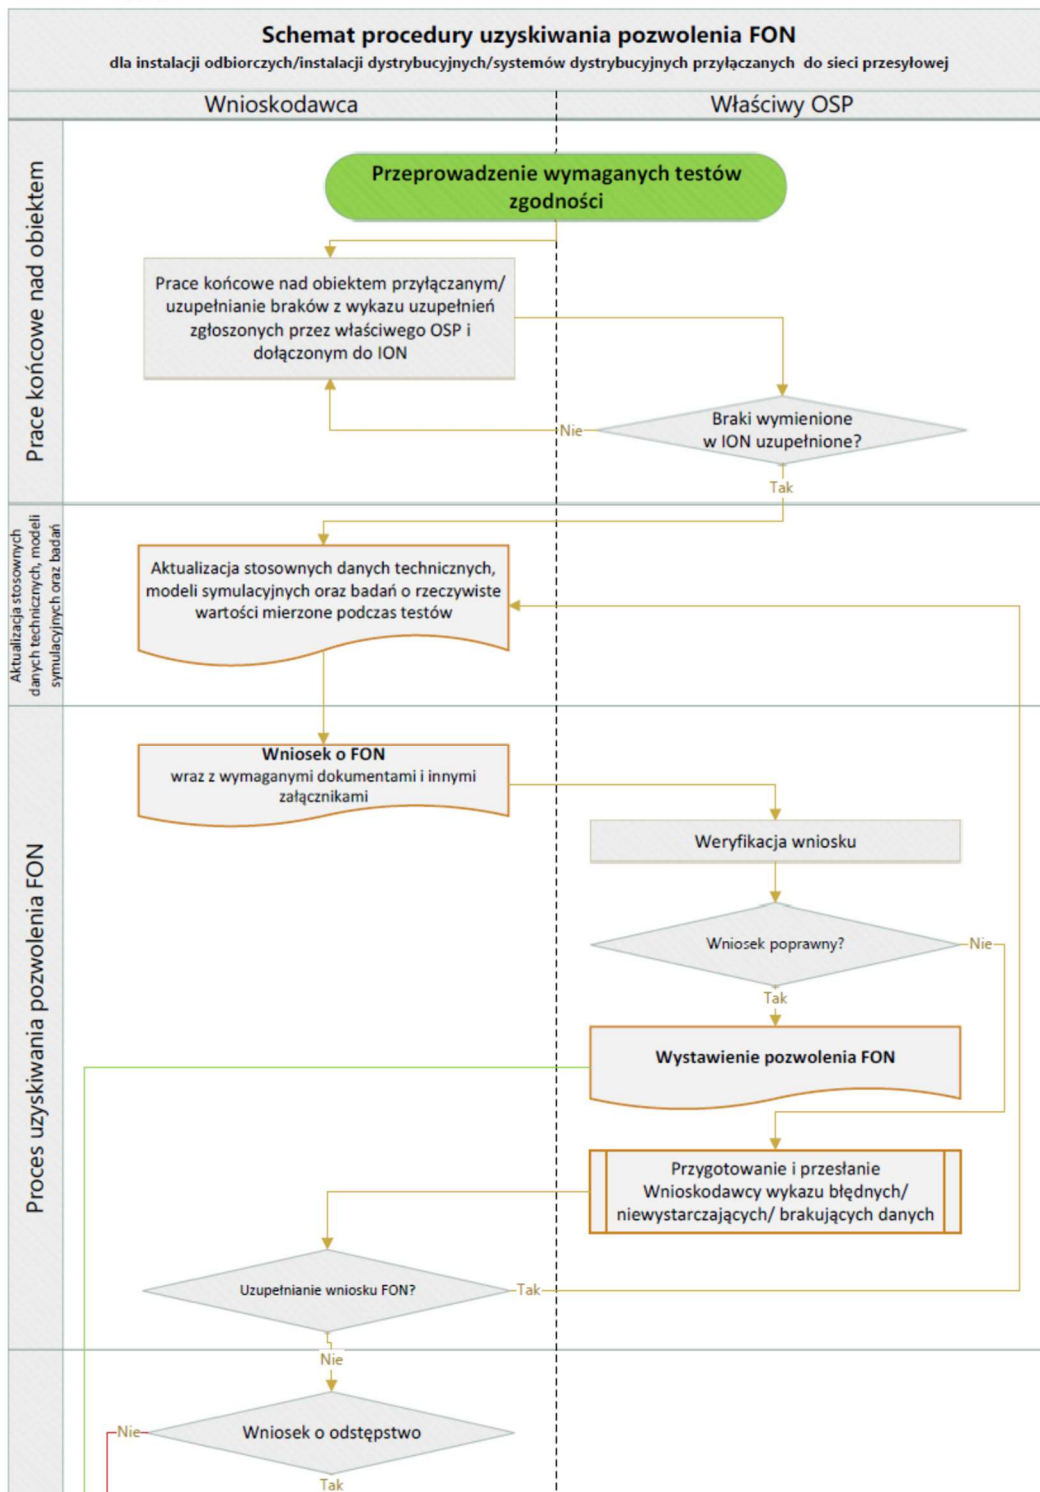 Schemat procedury uzyskiwania pozwolenia FON
dla instalacji odbiorczych/instalacji dystrybucyjnych/systemów dystrybucyjnych przyłączanych do sieci przesyłowej
Wnioskodawca
Właściwy OSP
Prace końcowe nad obiektem
Przeprowadzenie wymaganych testów
zgodności
Prace końcowe nad obiektem przyłączanym/
uzupełnianie braków z wykazu uzupełnień
zgłoszonych przez właściwego OSP i
dołączonym do ION
Braki wymienione
w ION uzupełnione?
Nie
Tak
Aktualizacja stosownych
danych technicznych, modeli
symulacyjnych oraz badań
Aktualizacja stosownych danych technicznych,
modeli symulacyjnych oraz badań o rzeczywiste
wartości mierzone podczas testów
Proces uzyskiwania pozwolenia FON
Wniosek o FON
wraz z wymaganymi dokumentami i innymi
załącznikami
Weryfikacja wniosku
Wniosek poprawny?
Nie
Tak
Wystawienie pozwolenia FON
Przygotowanie i przesłanie
Wnioskodawcy wykazu błędnych/
niewystarczających/ brakujących danych
Uzupełnianie wniosku FON?
Tak
Nie
Wniosek o odstępstwo
Nie
Tak